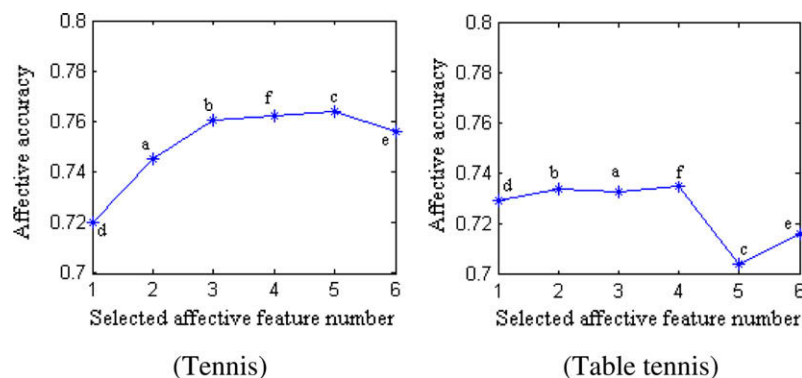 0.8
0.78
0.76
0.74
0.72
0.7
Affective accuracy
d
a
b
f
c
e
1 2 3 4 5 6
Selected affective feature number
(Tennis)
0.8
0.78
0.76
0.74
0.72
0.7
Affective accuracy
d
b
a
f
c
e
1 2 3 4 5 6
Selected affective feature number
(Table tennis)